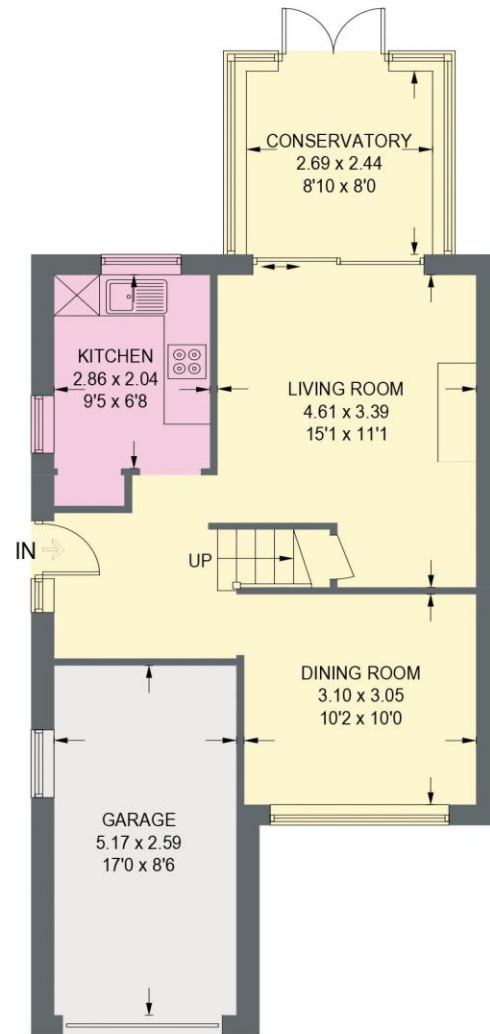 CONSERVATORY
2.69 x 2.44
8'10 x 8'0
KITCHEN
2.86 x 2.04
9'5 x 6'8
LIVING ROOM
4.61 x 3.39
15'1 x 11'1
IN
UP
DINING ROOM
3.10 x 3.05
10'2 x 10'0
GARAGE
5.17 x 2.59
17'0 x 8'6